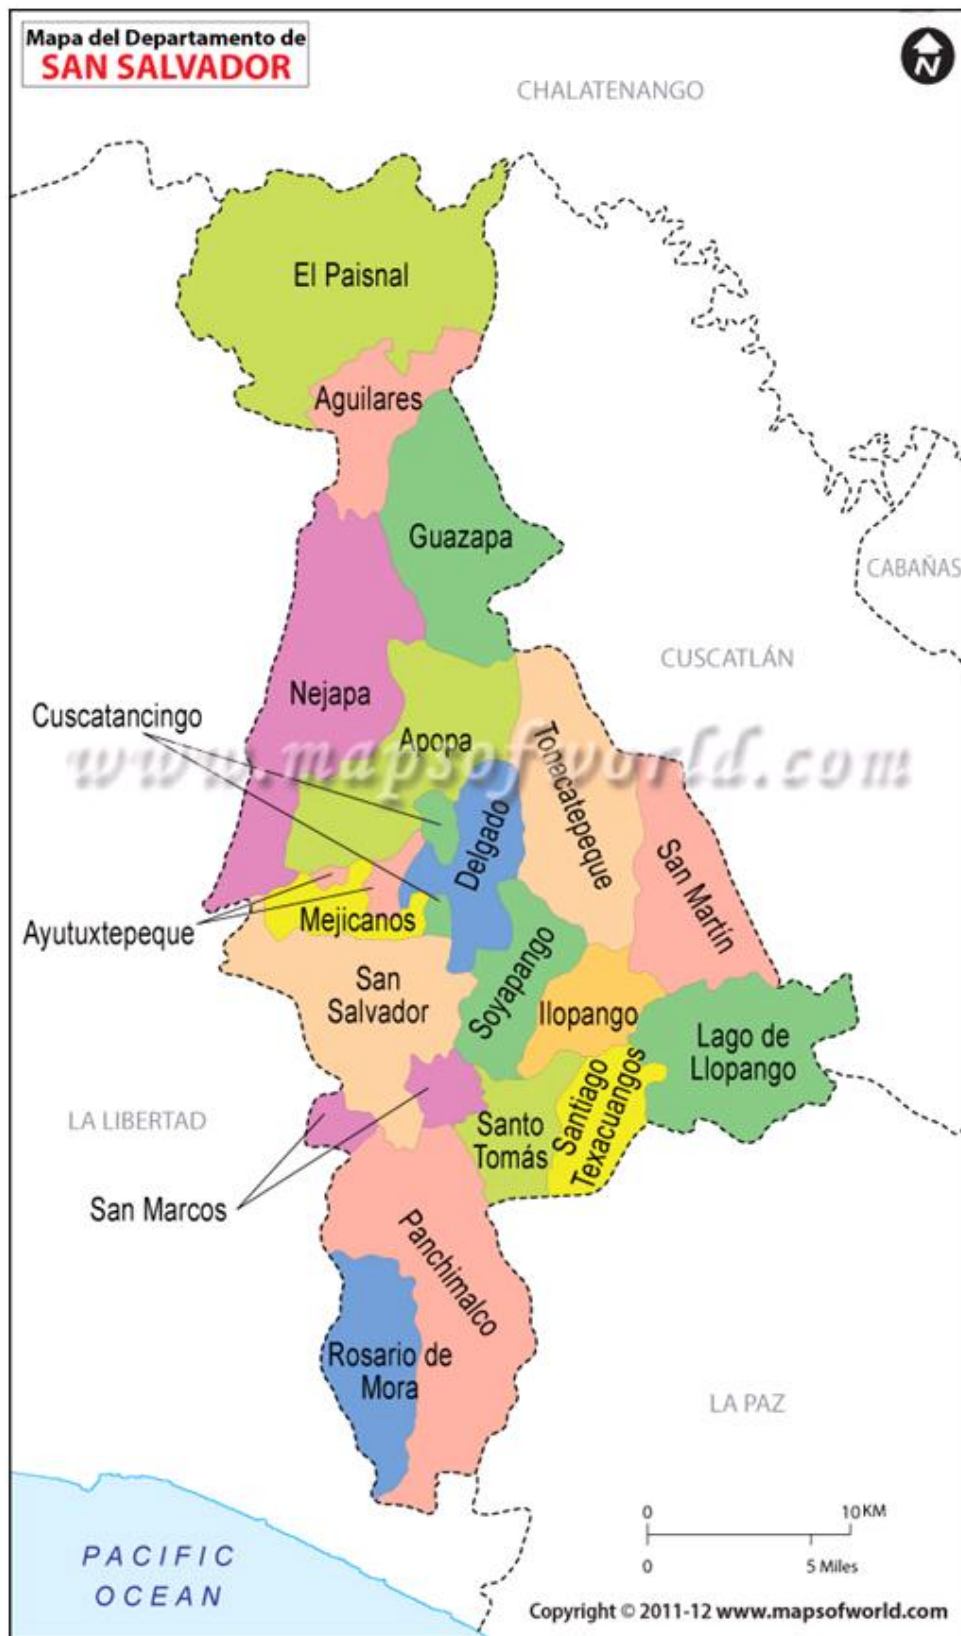 Mapa del Departamento de
SAN SALVADOR
N
CHALATENANGO
El Paisnal
Aguilares
Guazapa
CABAÑAS
CUSCATLÁN
Nejapa
Cuscatancingo
Apopa
www.mapsofworld.com
Tonacatepeque
Delgado
San Martín
Ayutuxtepeque
Mejicanos
San
Salvador
Soyapango
Ilopango
Lago de
Llopango
LA LIBERTAD
Santo
Tomás
Santiago
Texacuangos
San Marcos
Panchimalco
Rosario de
Mora
LA PAZ
0 10 KM
0 5 Miles
PACIFIC
OCEAN
Copyright © 2011-12 www.mapsofworld.com